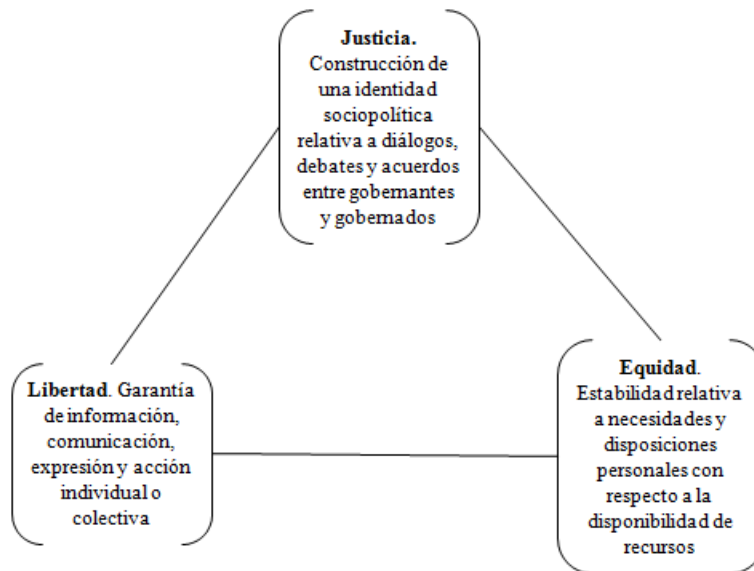 Justicia.
Construcción de
una identidad
sociopolítica
relativa a diálogos,
debates y acuerdos
entre gobernantes
y gobernados
Libertad. Garantía
de información,
comunicación,
expresión y acción
individual o
colectiva
Equidad.
Estabilidad relativa
a necesidades y
disposiciones
personales con
respecto a la
disponibilidad de
recursos